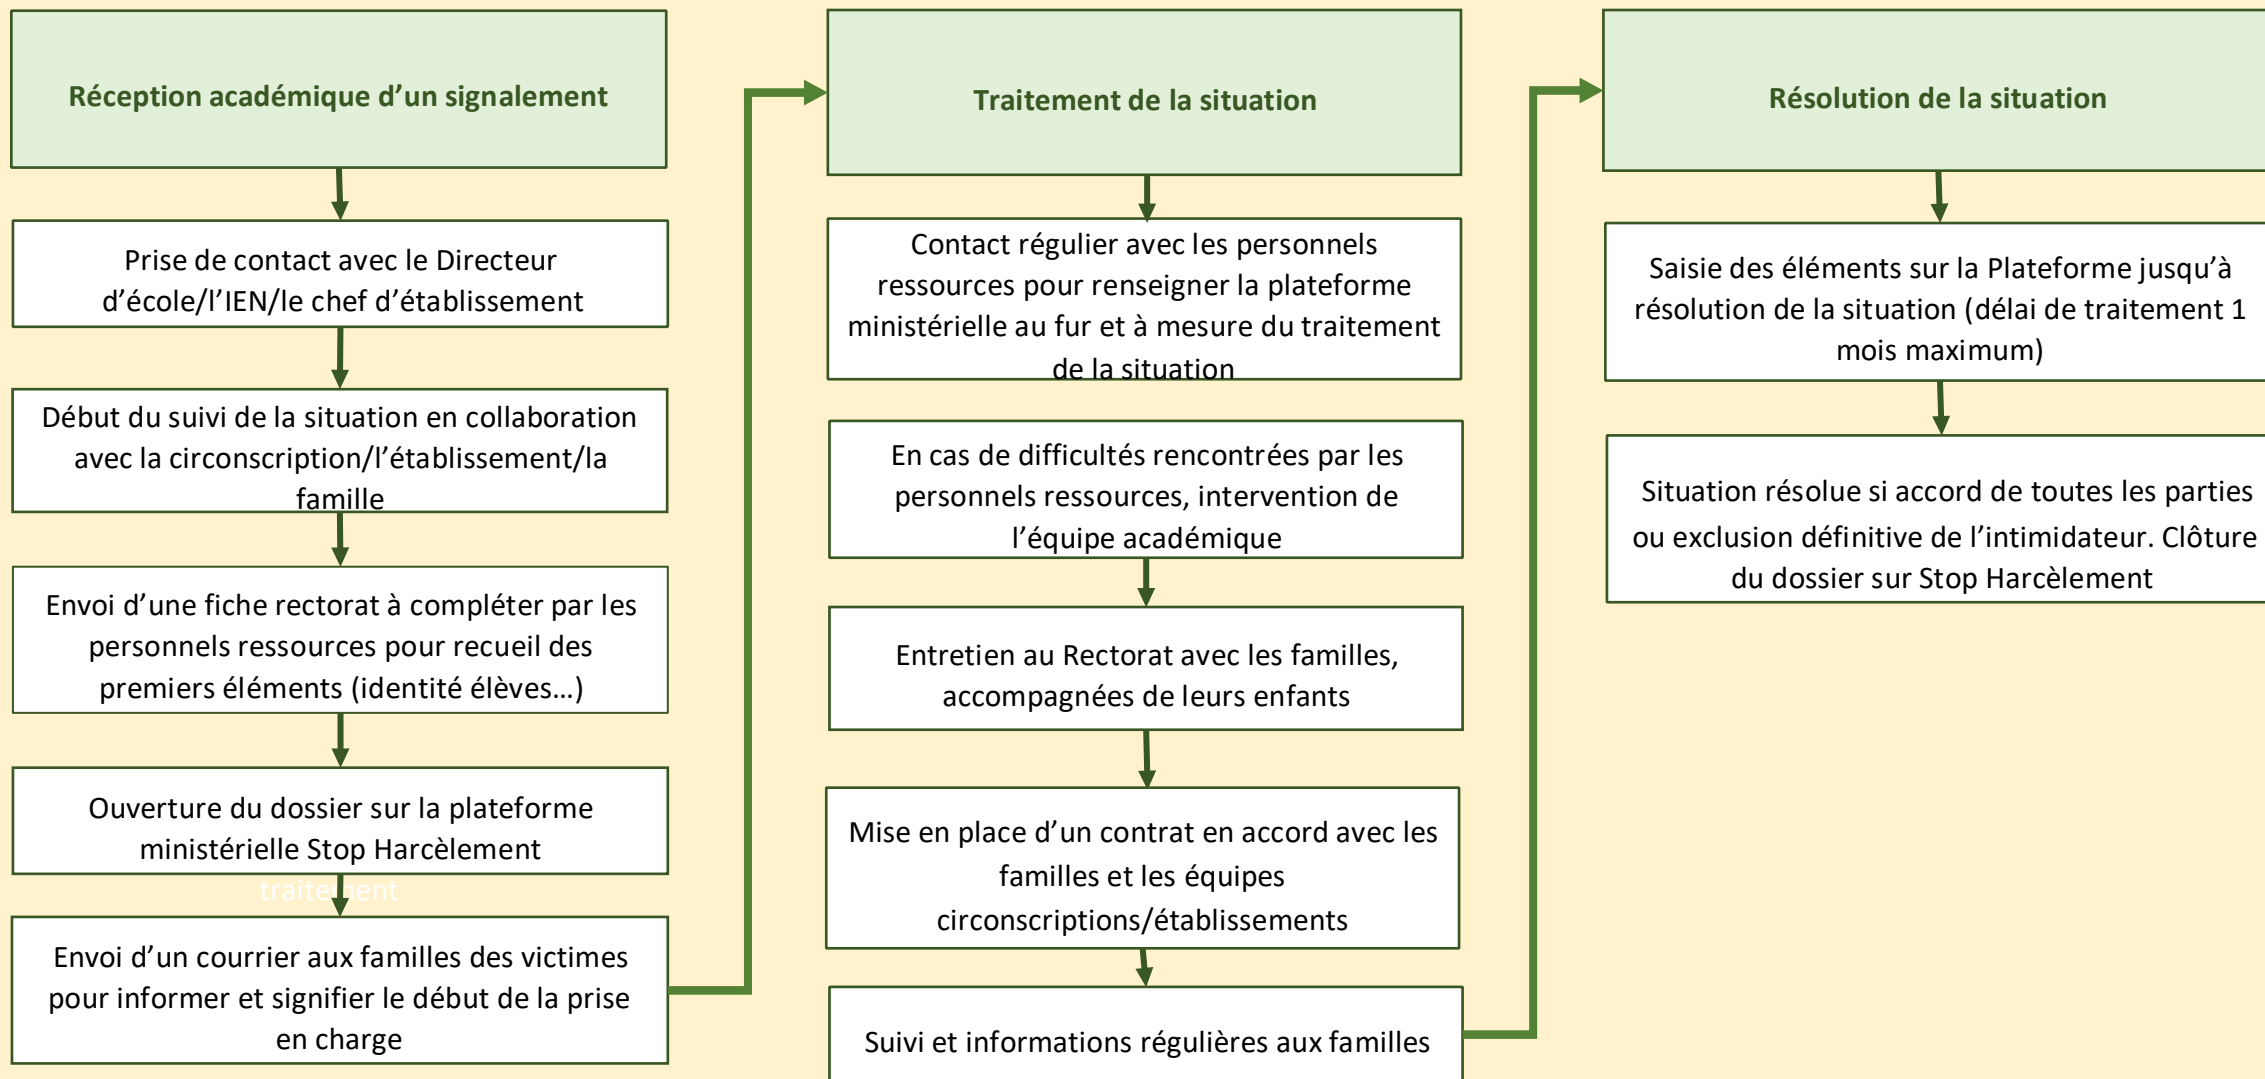 Réception académique d’un signalement
Prise de contact avec le Directeur
d’école/l’IEN/le chef d’établissement
Début du suivi de la situation en collaboration
avec la circonscription/l’établissement/la
famille
Envoi d’une fiche rectorat à compléter par les
personnels ressources pour recueil des
premiers éléments (identité élèves…)
Ouverture du dossier sur la plateforme
ministérielle Stop Harcèlement
traitement
Envoi d’un courrier aux familles des victimes
pour informer et signifier le début de la prise
en charge
Traitement de la situation
Contact régulier avec les personnels
ressources pour renseigner la plateforme
ministérielle au fur et à mesure du traitement
de la situation
En cas de difficultés rencontrées par les
personnels ressources, intervention de
l’équipe académique
Entretien au Rectorat avec les familles,
accompagnées de leurs enfants
Mise en place d’un contrat en accord avec les
familles et les équipes
circonscriptions/établissements
Suivi et informations régulières aux familles
Résolution de la situation
Saisie des éléments sur la Plateforme jusqu’à
résolution de la situation (délai de traitement 1
mois maximum)
Situation résolue si accord de toutes les parties
ou exclusion définitive de l’intimidateur. Clôture
du dossier sur Stop Harcèlement